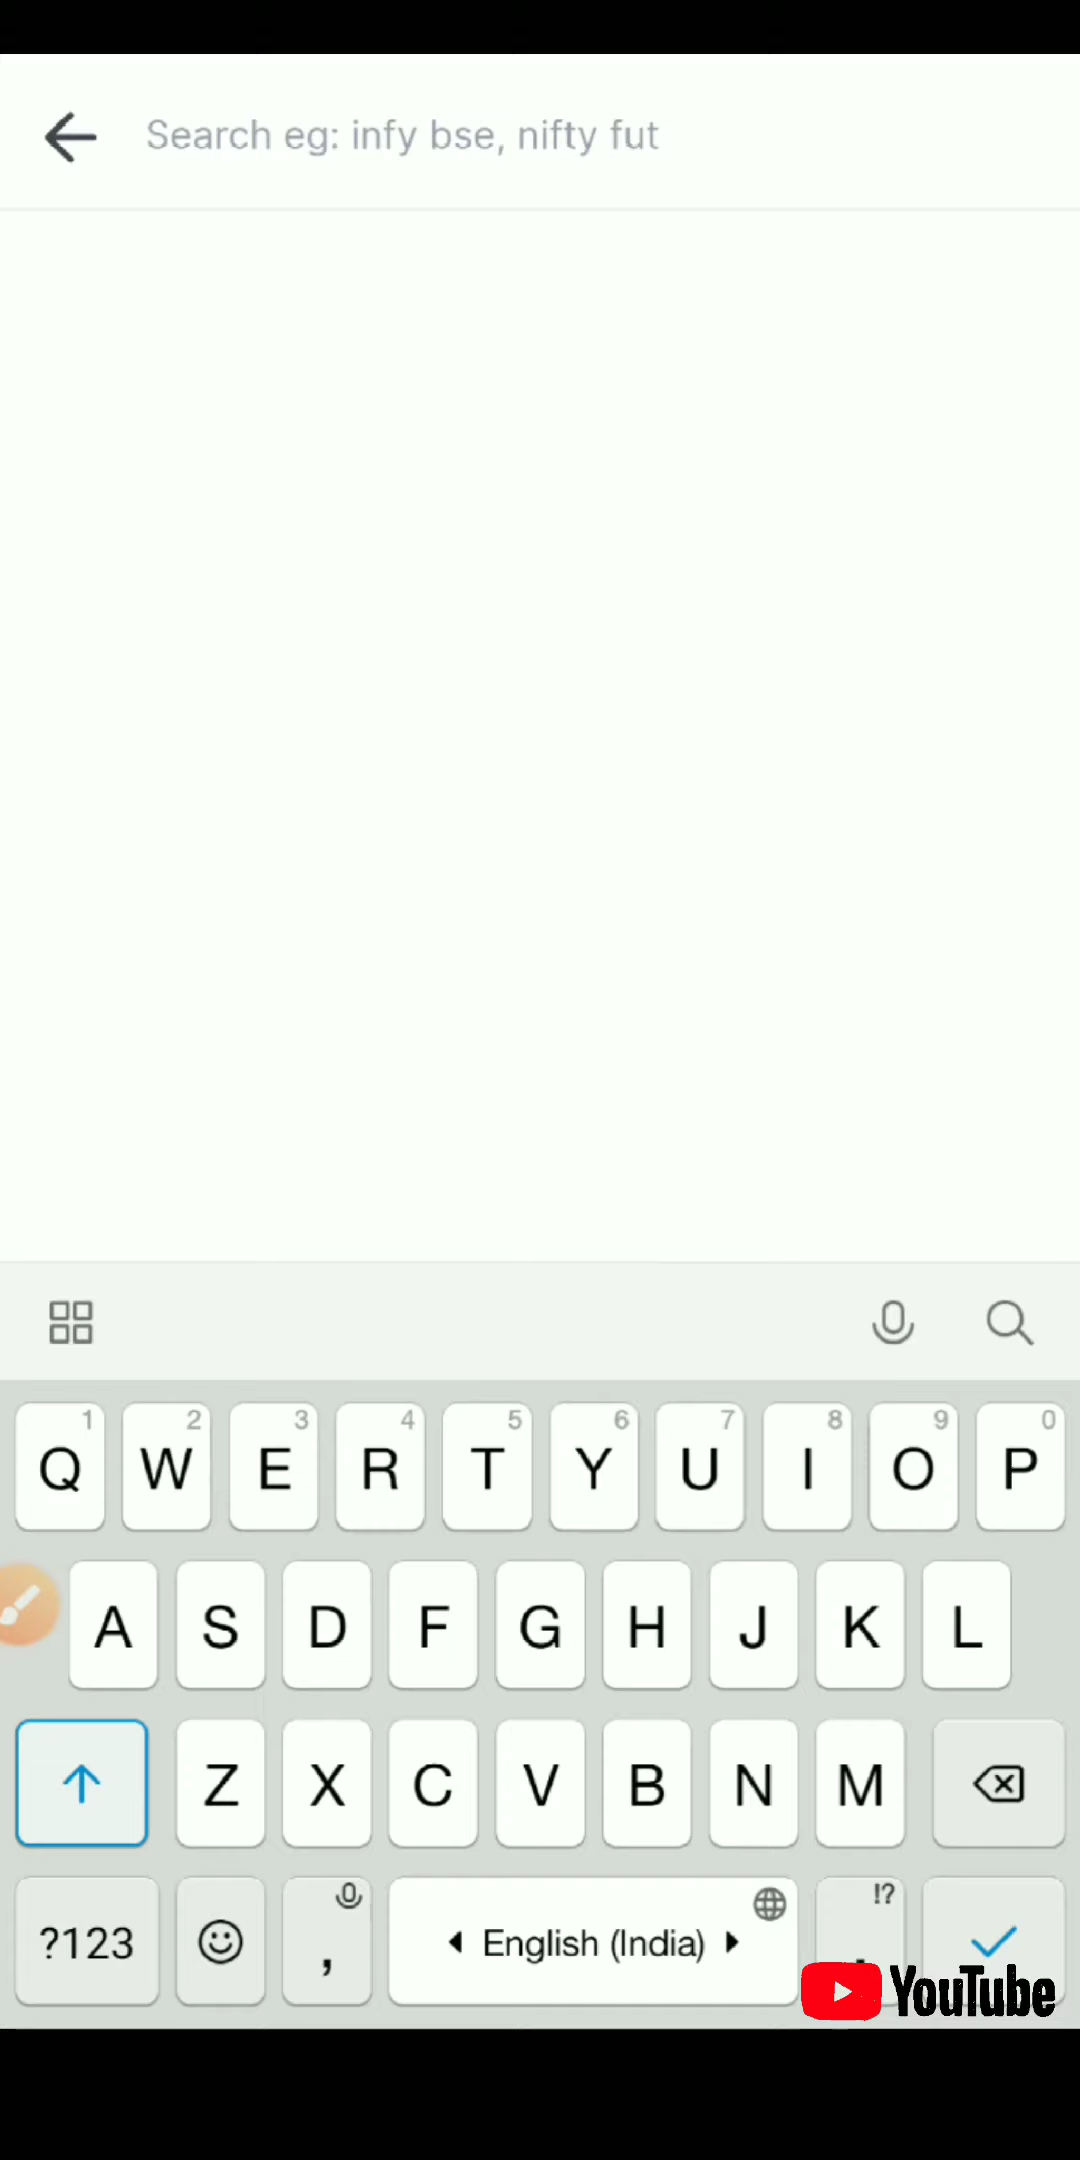 Search eg: infy bse, nifty fut
1 2 3 4 5 6 7 8 9 0
Q W E R T Y U I O P
A S D F G H J K L
Z X C V B N M
!?
?123 , English (India) .
YouTube